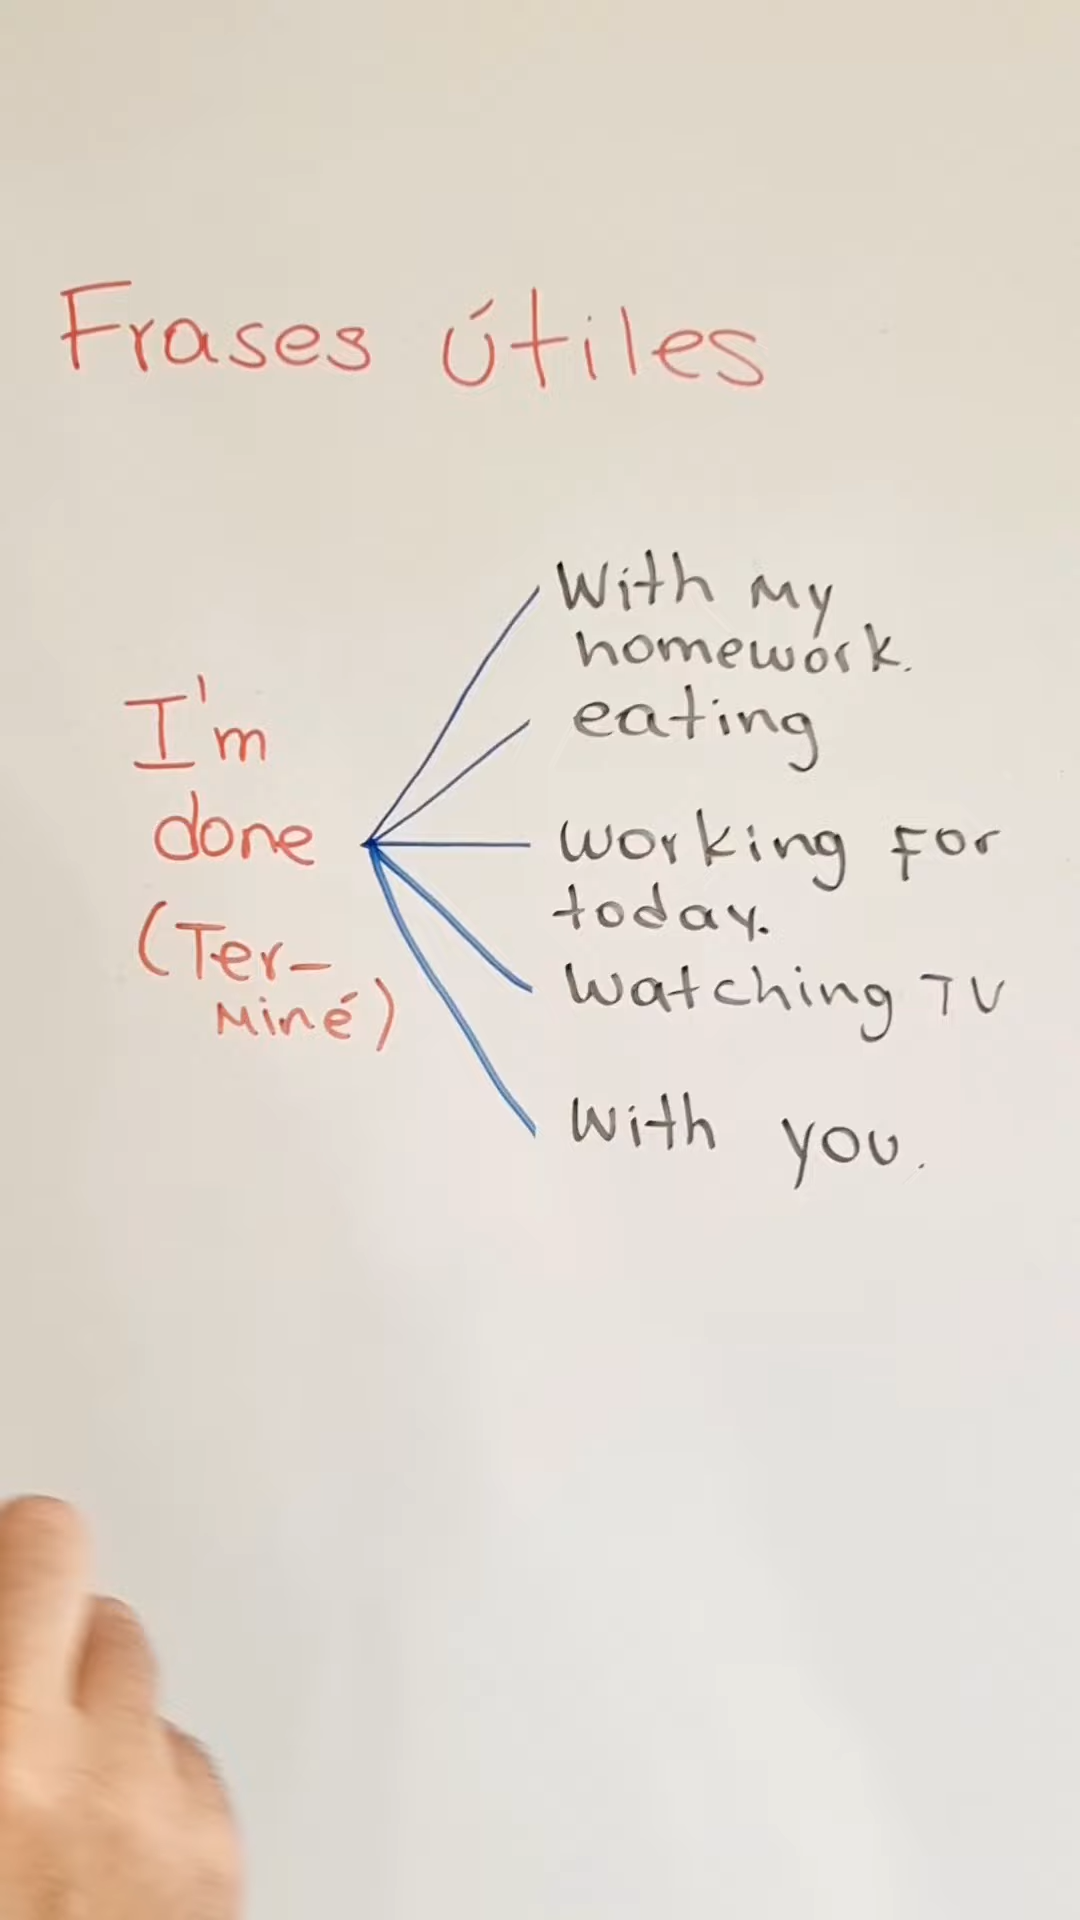 Frases útiles
I'm
done
(Ter-
miné)
With my
homework.
eating
working for
today.
watching TV
with you.